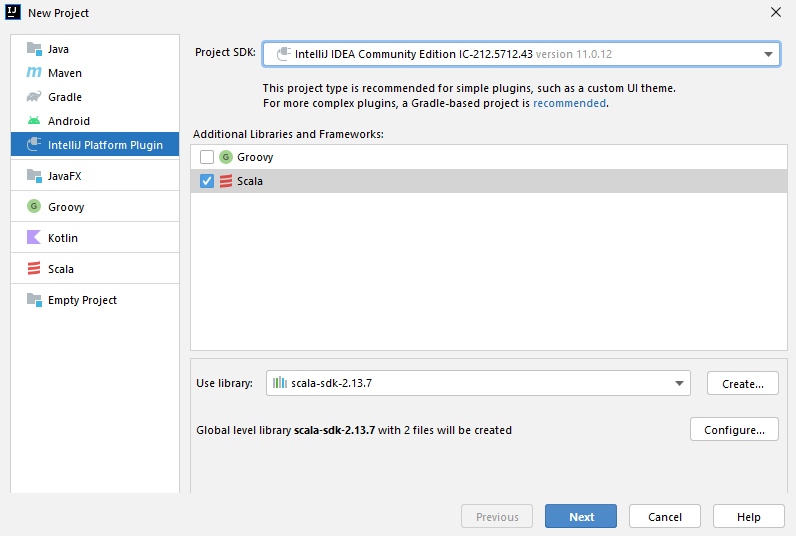 New Project
Java
Maven
Gradle
Android
IntelliJ Platform Plugin
JavaFX
Groovy
Kotlin
Scala
Empty Project
Project SDK: IntelliJ IDEA Community Edition IC-212.5712.43 version 11.0.12
This project type is recommended for simple plugins, such as a custom UI theme.
For more complex plugins, a Gradle-based project is recommended.
Additional Libraries and Frameworks:
Groovy
Scala
Use library: scala-sdk-2.13.7 Create...
Global level library scala-sdk-2.13.7 with 2 files will be created Configure...
Previous Next Cancel Help